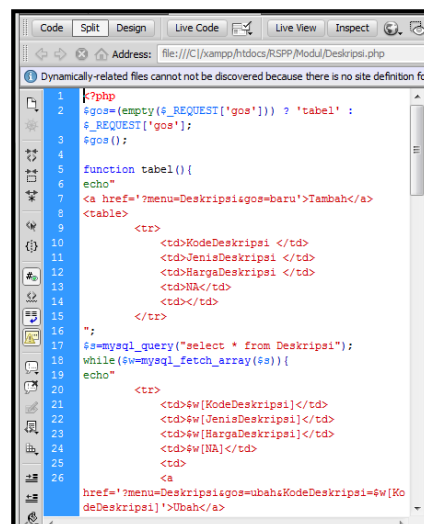 Code Split Design Live Code Live View Inspect
Address: file:///C|/xampp/htdocs/RSPP/Modul/Deskripsi.php
Dynamically-related files cannot not be discovered because there is no site definition fo
1 <?php
2 $gos=(empty($_REQUEST['gos'])) ? 'tabel' :
$_REQUEST['gos'];
3 $gos();
4
5 function tabel(){
6 echo"
7 <a href='?menu=Deskripsi&gos=baru'>Tambah</a>
8 <table>
9 <tr>
10 <td>KodeDeskripsi </td>
11 <td>JenisDeskripsi </td>
12 <td>HargaDeskripsi </td>
13 <td>NA</td>
14 <td></td>
15 </tr>
16 ";
17 $s=mysql_query("select * from Deskripsi");
18 while($w=mysql_fetch_array($s)){
19 echo"
20 <tr>
21 <td>$w[KodeDeskripsi]</td>
22 <td>$w[JenisDeskripsi]</td>
23 <td>$w[HargaDeskripsi]</td>
24 <td>$w[NA]</td>
25 <td>
26 <a
href='?menu=Deskripsi&gos=ubah&KodeDeskripsi=$w[Ko
deDeskripsi]'>Ubah</a>